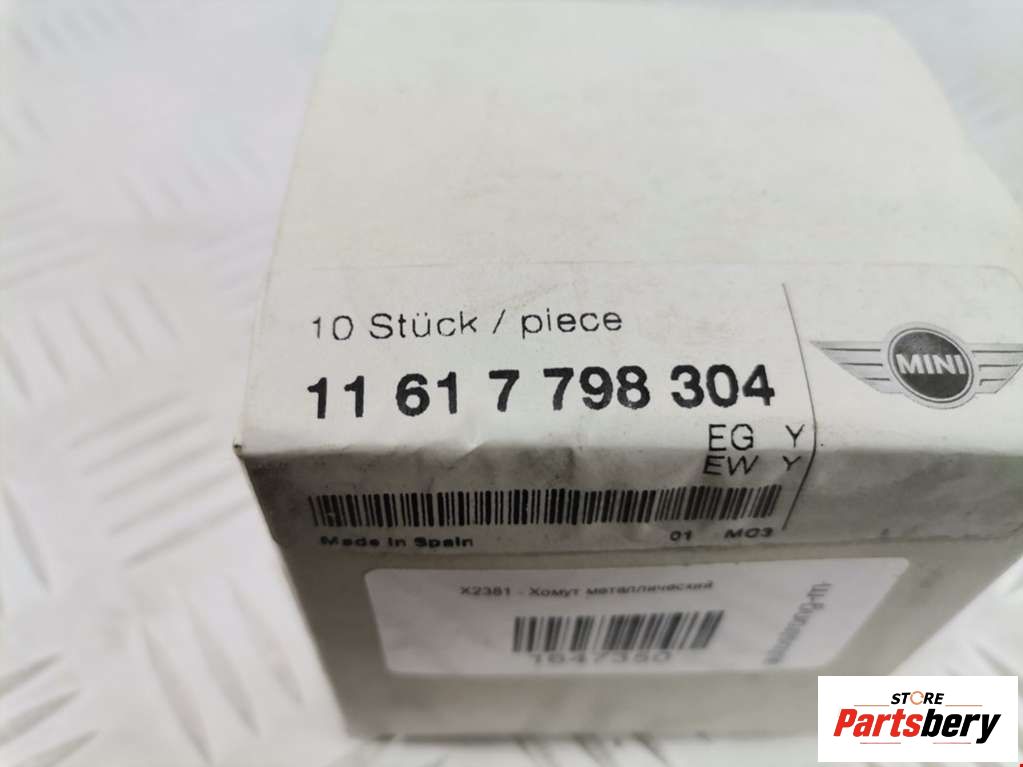 10 Stück / piece
11 61 7 798 304
MINI
EG Y
EW Y
Made in Spain
01 MC3
X2381 - Хомут металлический
1647380
STORE
Partsbery